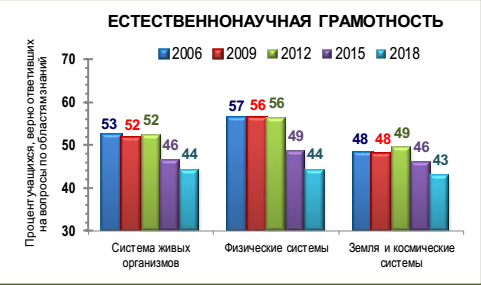 ЕСТЕСТВЕННОНАУЧНАЯ ГРАМОТНОСТЬ
2006 2009 2012 2015 2018
Процент учащихся, верно ответивших
на вопросы по областям знаний
70
60
50
40
30
53 52 52 46 44
57 56 56 49 44
48 48 49 46 43
Система живых
организмов
Физические системы
Земля и космические
системы